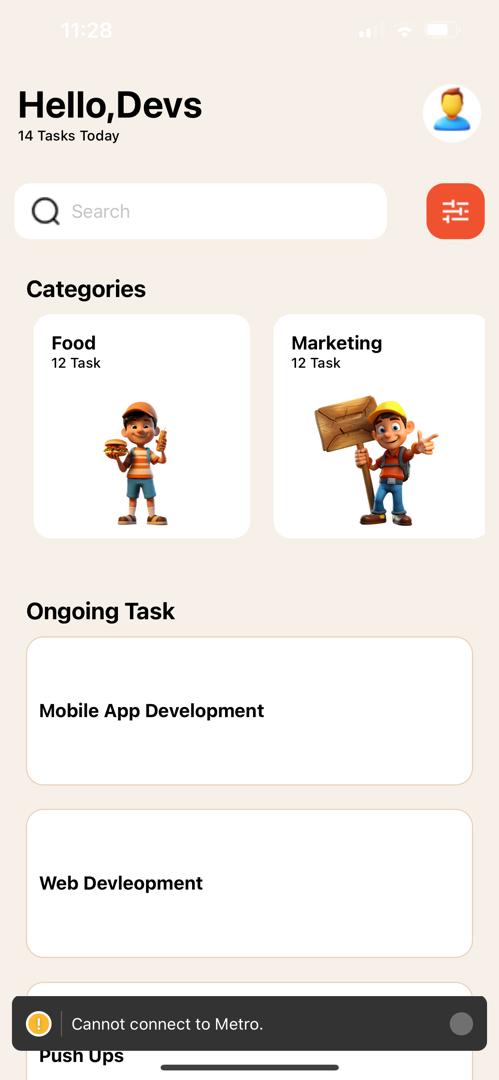 11:28
Hello,Devs
14 Tasks Today
Search
Categories
Food
12 Task
Marketing
12 Task
Ongoing Task
Mobile App Development
Web Devleopment
Push Ups
! Cannot connect to Metro.